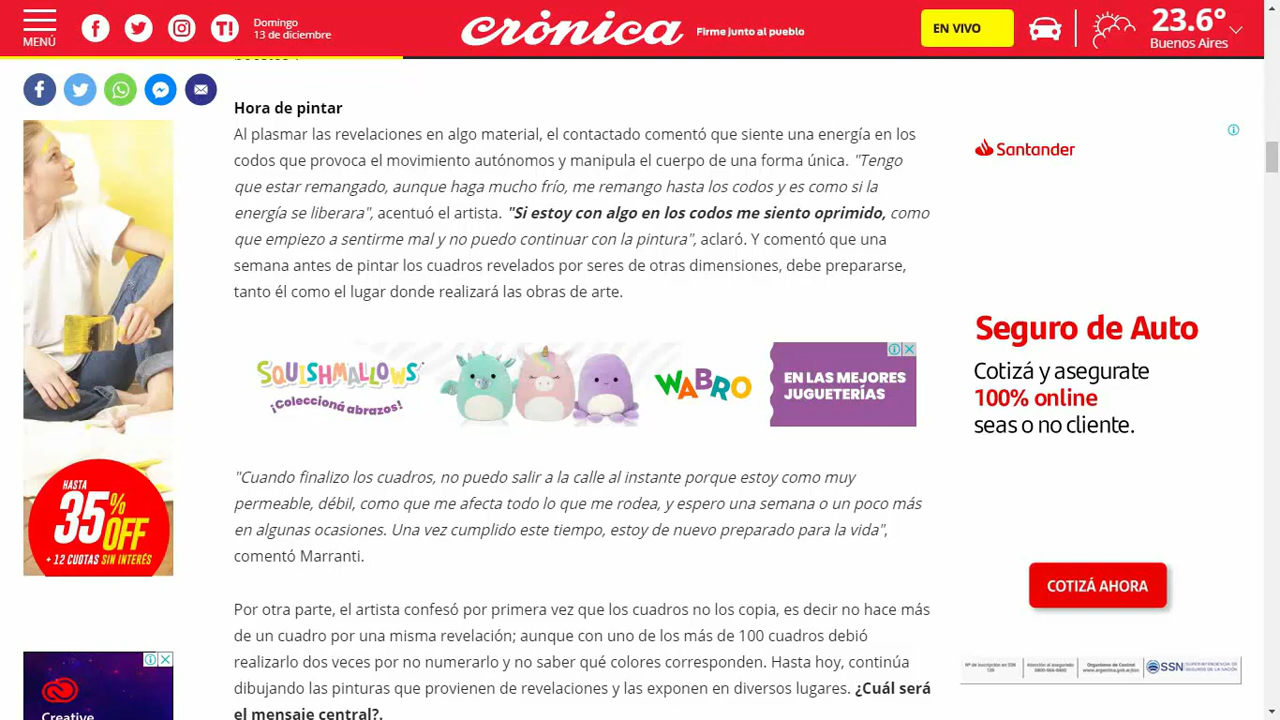 MENÚ
Domingo
13 de diciembre
crònica
Firme junto al pueblo
EN VIVO
23.6°
Buenos Aires
Hora de pintar
Al plasmar las revelaciones en algo material, el contactado comentó que siente una energía en los
codos que provoca el movimiento autónomos y manipula el cuerpo de una forma única. "Tengo
que estar remangado, aunque haga mucho frío, me remango hasta los codos y es como si la
energía se liberara", acentuó el artista. "Si estoy con algo en los codos me siento oprimido, como
que empiezo a sentirme mal y no puedo continuar con la pintura", aclaró. Y comentó que una
semana antes de pintar los cuadros revelados por seres de otras dimensiones, debe prepararse,
tanto él como el lugar donde realizará las obras de arte.
SQUISHMALLOWS
¡Coleccioná abrazos!
WABRO
EN LAS MEJORES
JUGUETERÍAS
"Cuando finalizo los cuadros, no puedo salir a la calle al instante porque estoy como muy
permeable, débil, como que me afecta todo lo que me rodea, y espero una semana o un poco más
en algunas ocasiones. Una vez cumplido este tiempo, estoy de nuevo preparado para la vida",
comentó Marranti.
Por otra parte, el artista confesó por primera vez que los cuadros no los copia, es decir no hace más
de un cuadro por una misma revelación; aunque con uno de los más de 100 cuadros debió
realizarlo dos veces por no numerarlo y no saber qué colores corresponden. Hasta hoy, continúa
dibujando las pinturas que provienen de revelaciones y las exponen en diversos lugares. ¿Cuál será
el mensaje central?.
HASTA
35% OFF
+ 12 CUOTAS SIN INTERÉS
Creative
Santander
Seguro de Auto
Cotizá y asegurate
100% online
seas o no cliente.
COTIZÁ AHORA
SSN